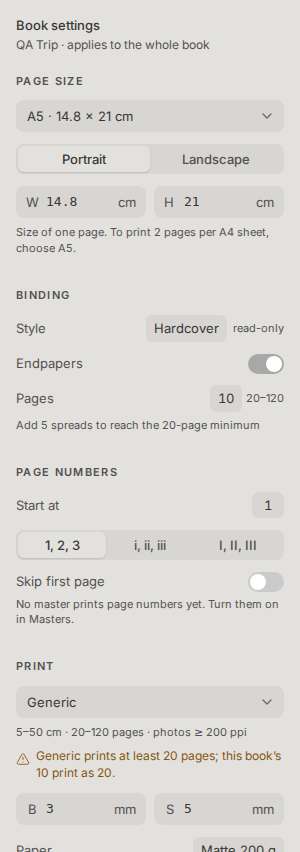 Book settings
QA Trip · applies to the whole book
PAGE SIZE
A5 · 14.8 × 21 cm
Portrait Landscape
W 14.8 cm H 21 cm
Size of one page. To print 2 pages per A4 sheet,
choose A5.
BINDING
Style Hardcover read-only
Endpapers
Pages 10 20–120
Add 5 spreads to reach the 20-page minimum
PAGE NUMBERS
Start at 1
1, 2, 3 i, ii, iii I, II, III
Skip first page
No master prints page numbers yet. Turn them on
in Masters.
PRINT
Generic
5–50 cm · 20–120 pages · photos ≥ 200 ppi
Generic prints at least 20 pages; this book's
10 print as 20.
B 3 mm S 5 mm
Paper Matte 200 g